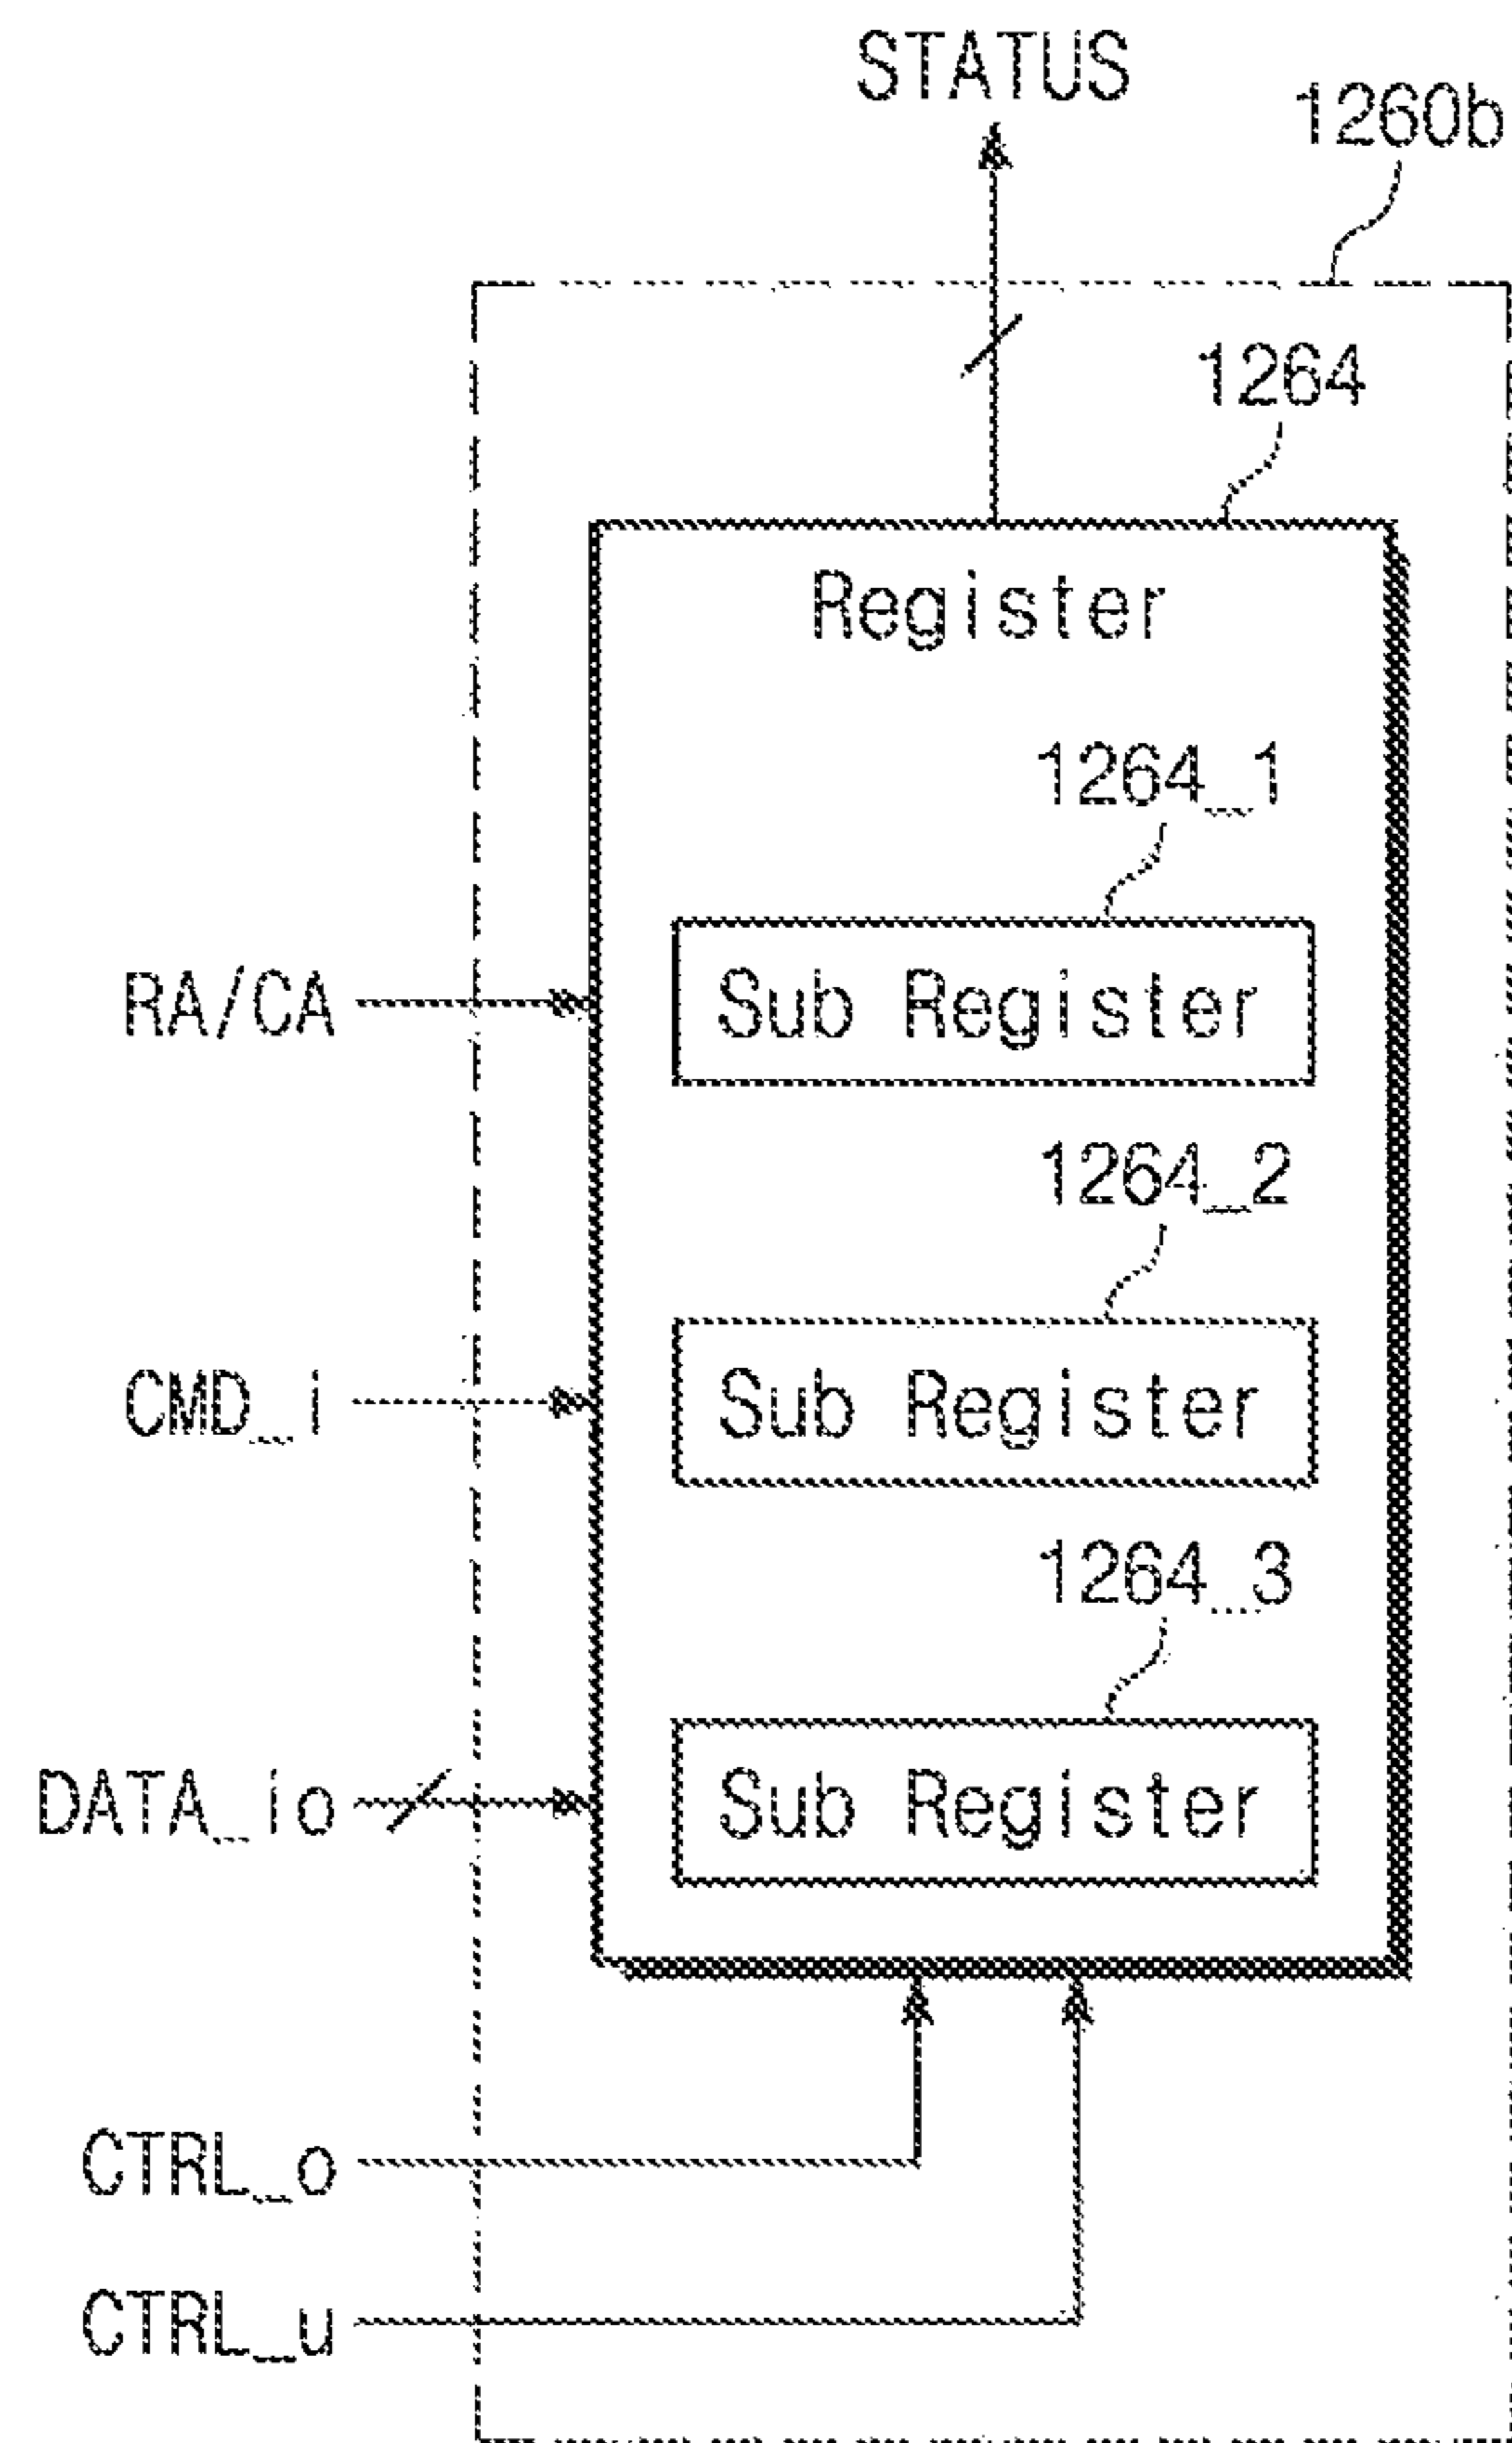 STATUS
1260b
1264
Register
1264_1
RA/CA
Sub Register
1264_2
CMD_i
Sub Register
1264_3
DATA_io
Sub Register
CTRL_o
CTRL_u